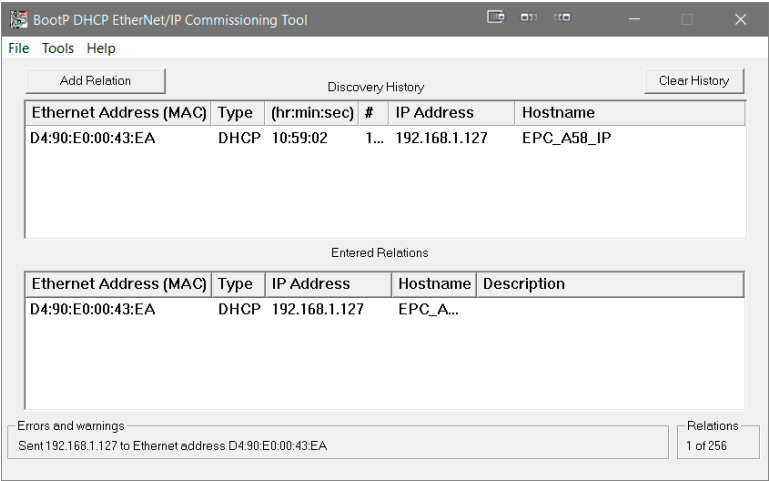 BootP DHCP EtherNet/IP Commissioning Tool
File Tools Help
Add Relation Discovery History Clear History
Ethernet Address (MAC) Type (hr:min:sec) # IP Address Hostname
D4:90:E0:00:43:EA DHCP 10:59:02 1... 192.168.1.127 EPC_A58_IP
Entered Relations
Ethernet Address (MAC) Type IP Address Hostname Description
D4:90:E0:00:43:EA DHCP 192.168.1.127 EPC_A...
Errors and warnings Relations
Sent 192.168.1.127 to Ethernet address D4:90:E0:00:43:EA 1 of 256